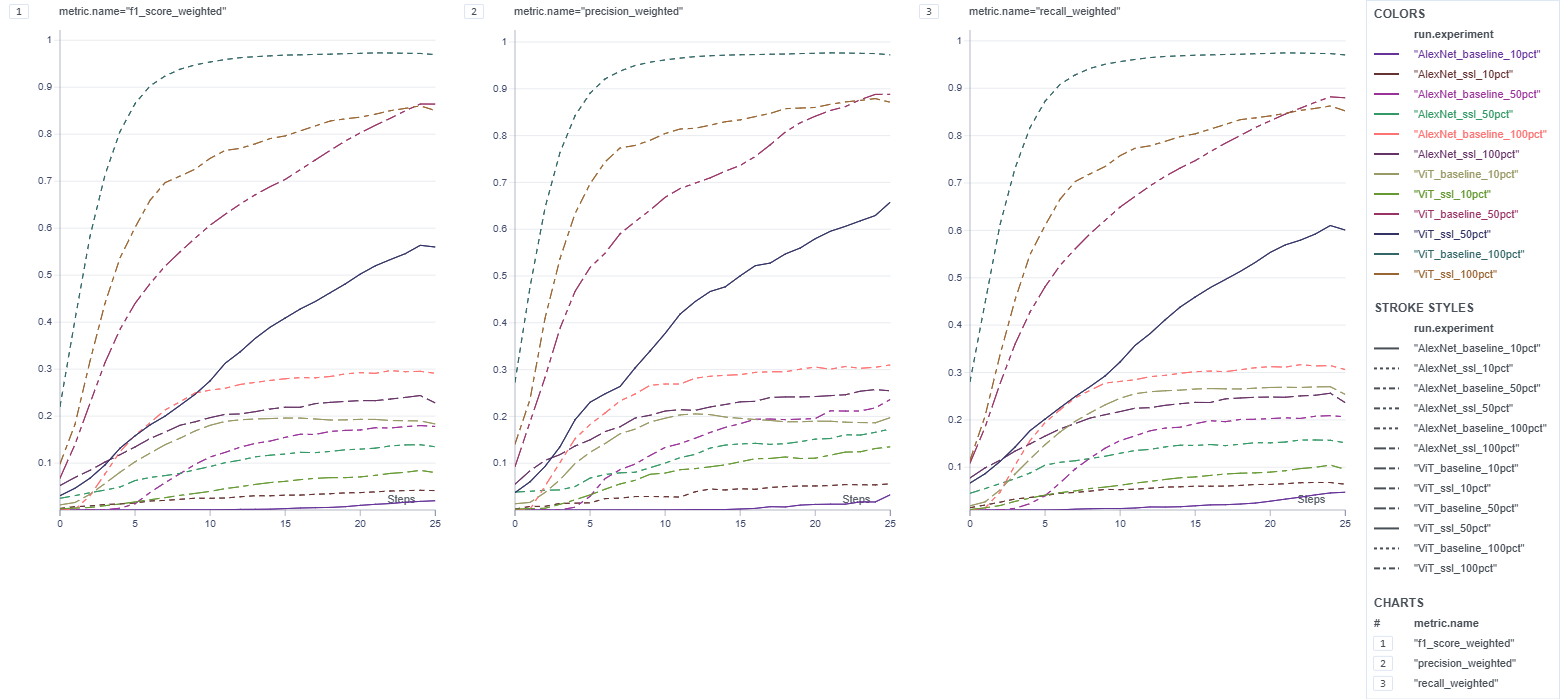 1 metric.name="f1_score_weighted"
1
0.9
0.8
0.7
0.6
0.5
0.4
0.3
0.2
0.1
Steps
0 5 10 15 20 25
2 metric.name="precision_weighted"
1
0.9
0.8
0.7
0.6
0.5
0.4
0.3
0.2
0.1
Steps
0 5 10 15 20 25
3 metric.name="recall_weighted"
1
0.9
0.8
0.7
0.6
0.5
0.4
0.3
0.2
0.1
Steps
0 5 10 15 20 25
COLORS
run.experiment
"AlexNet_baseline_10pct"
"AlexNet_ssl_10pct"
"AlexNet_baseline_50pct"
"AlexNet_ssl_50pct"
"AlexNet_baseline_100pct"
"AlexNet_ssl_100pct"
"ViT_baseline_10pct"
"ViT_ssl_10pct"
"ViT_baseline_50pct"
"ViT_ssl_50pct"
"ViT_baseline_100pct"
"ViT_ssl_100pct"
STROKE STYLES
run.experiment
"AlexNet_baseline_10pct"
"AlexNet_ssl_10pct"
"AlexNet_baseline_50pct"
"AlexNet_ssl_50pct"
"AlexNet_baseline_100pct"
"AlexNet_ssl_100pct"
"ViT_baseline_10pct"
"ViT_ssl_10pct"
"ViT_baseline_50pct"
"ViT_ssl_50pct"
"ViT_baseline_100pct"
"ViT_ssl_100pct"
CHARTS
# metric.name
1 "f1_score_weighted"
2 "precision_weighted"
3 "recall_weighted"